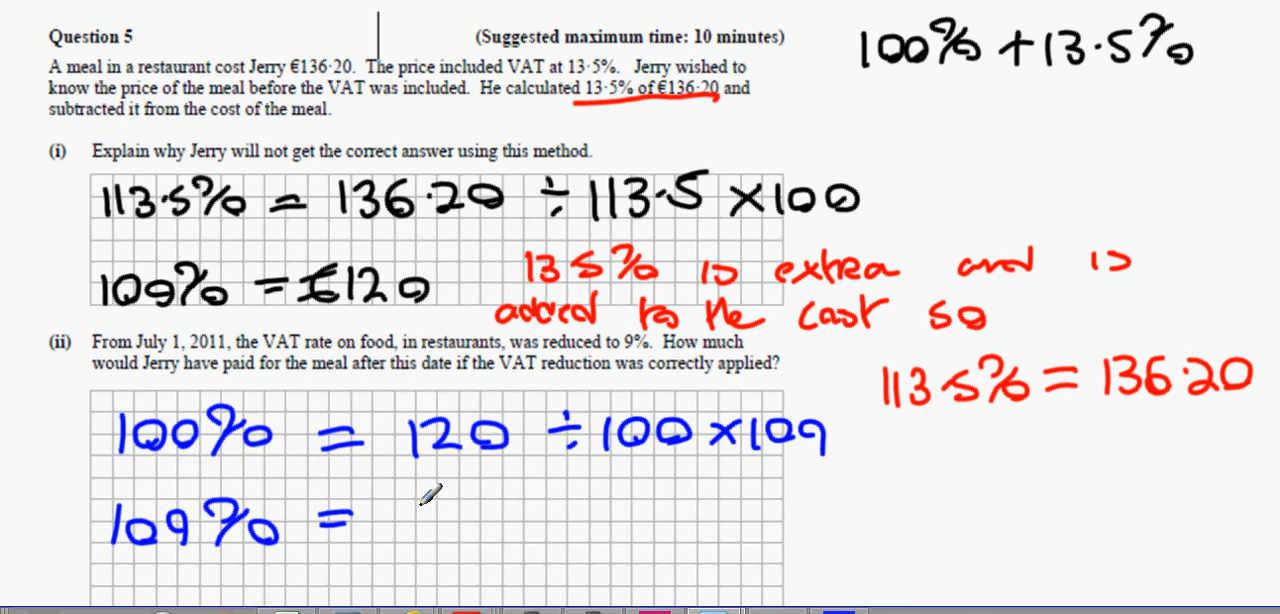 Question 5 (Suggested maximum time: 10 minutes)
100% + 13.5%
A meal in a restaurant cost Jerry €136·20. The price included VAT at 13·5%. Jerry wished to
know the price of the meal before the VAT was included. He calculated 13·5% of €136·20 and
subtracted it from the cost of the meal.
(i) Explain why Jerry will not get the correct answer using this method.
113.5% = 136.20 ÷ 113.5 × 100
100% = €120
13 5% is extra and is
added to the cost so
113 5% = 136.20
(ii) From July 1, 2011, the VAT rate on food, in restaurants, was reduced to 9%. How much
would Jerry have paid for the meal after this date if the VAT reduction was correctly applied?
100% = 120 ÷ 100 × 109
109% =